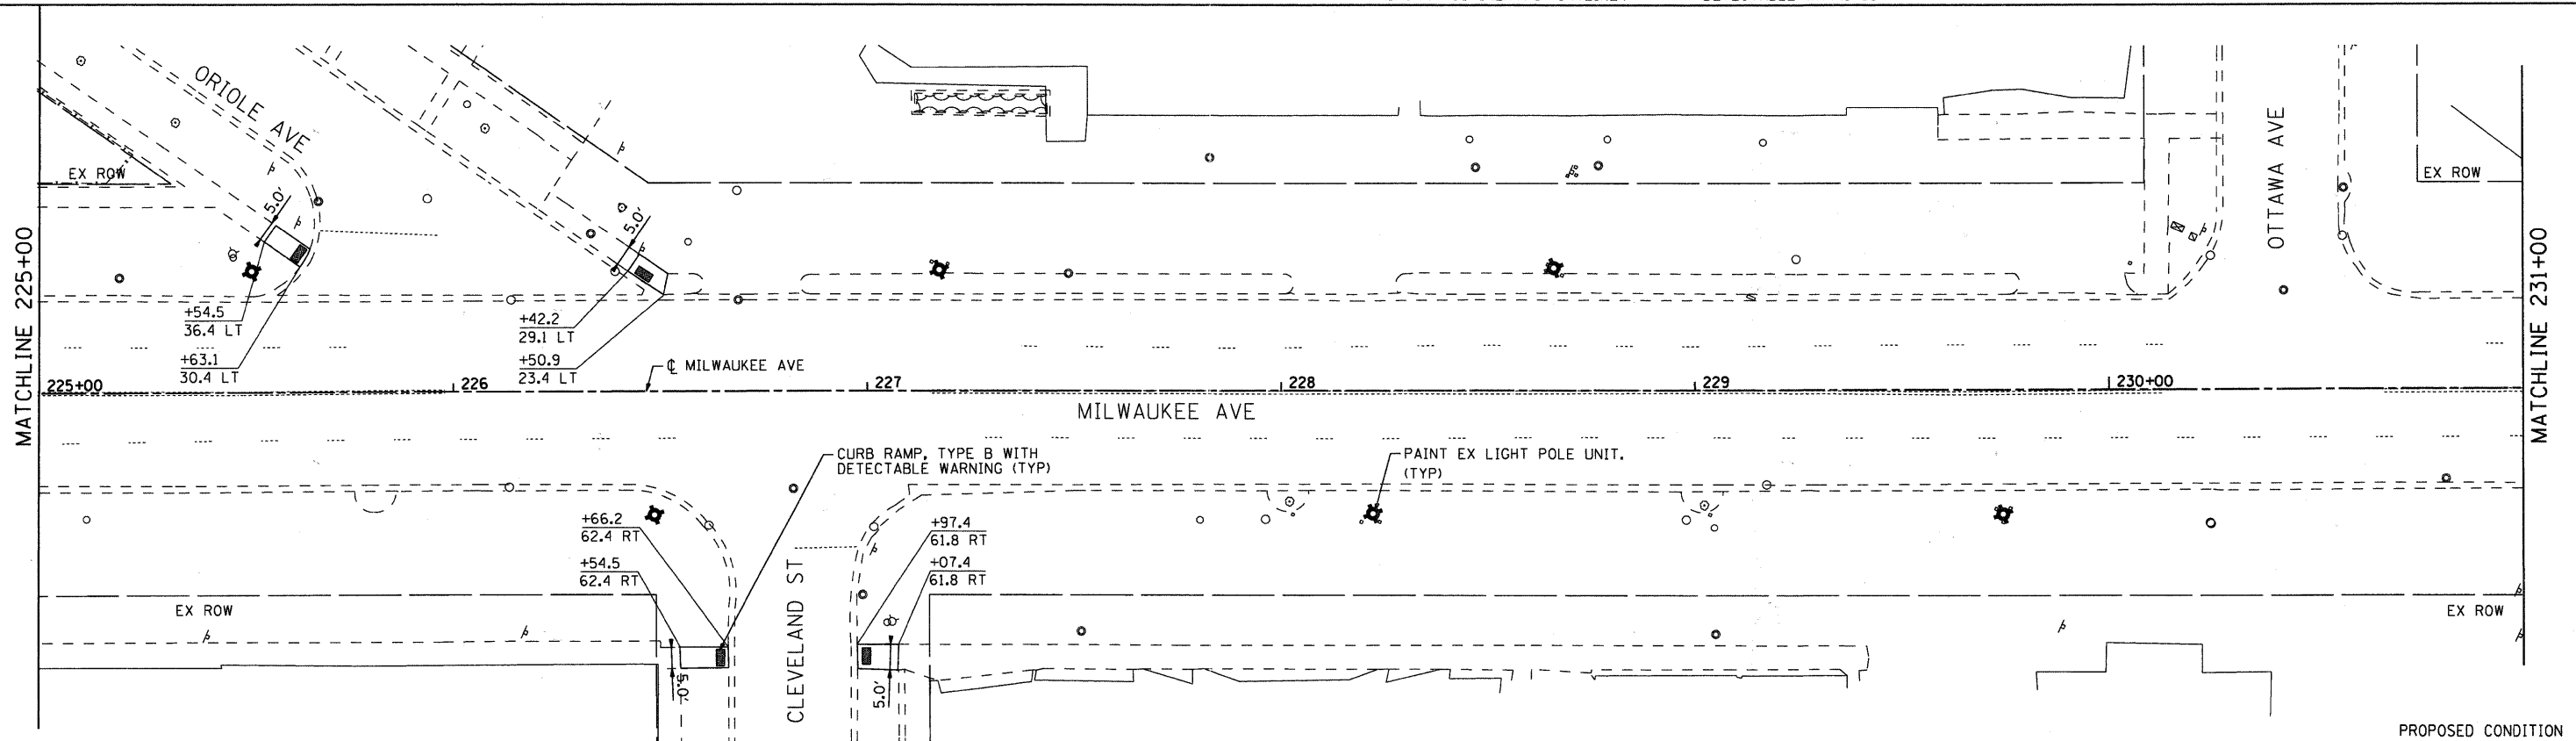 ORIOLE AVE
EX ROW
5.0'
5.0'
OTTAWA AVE
EX ROW
MATCHLINE 225+00
MATCHLINE 231+00
+54.5
36.4 LT
+63.1
30.4 LT
+42.2
29.1 LT
+50.9
23.4 LT
℄ MILWAUKEE AVE
225+00
226
227
228
229
230+00
MILWAUKEE AVE
CURB RAMP, TYPE B WITH
DETECTABLE WARNING (TYP)
PAINT EX LIGHT POLE UNIT.
(TYP)
+66.2
62.4 RT
+54.5
62.4 RT
+97.4
61.8 RT
+07.4
61.8 RT
CLEVELAND ST
EX ROW
EX ROW
5.0'
5.0'
PROPOSED CONDITION